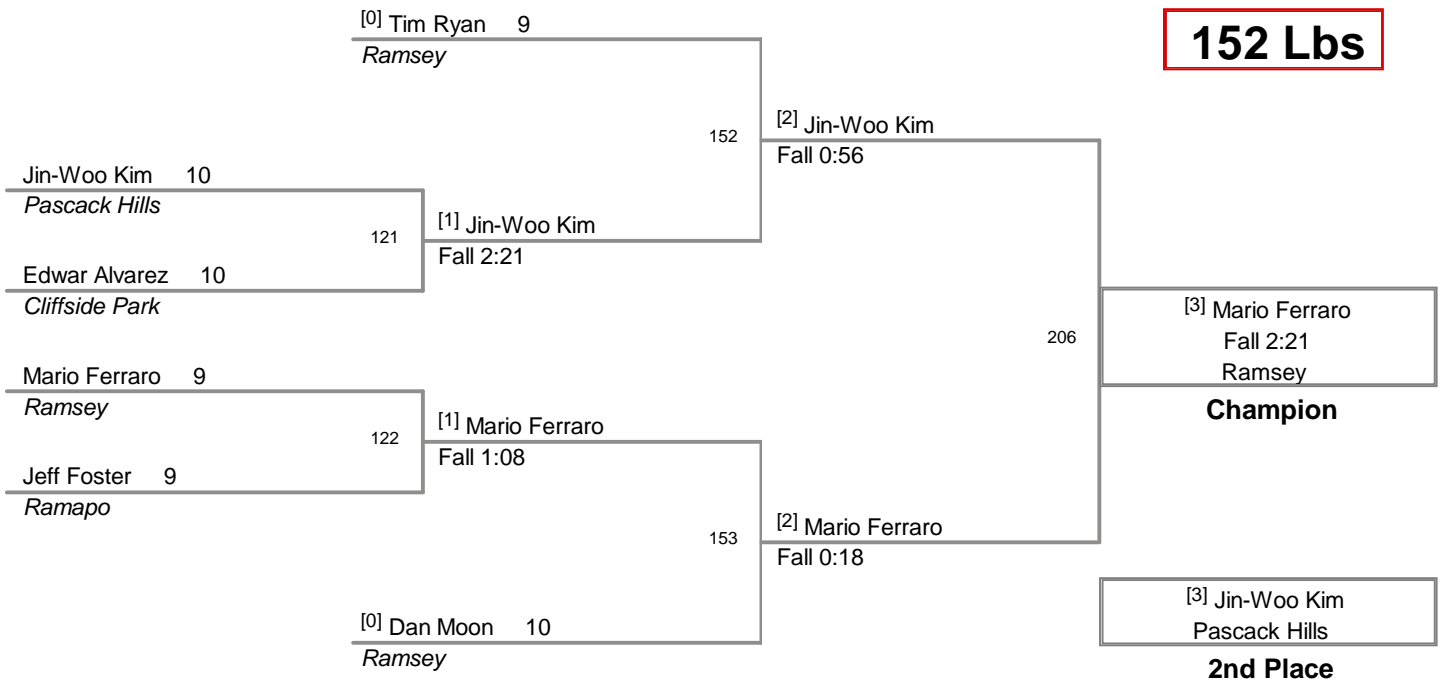 [0] Tim Ryan 9
Ramsey
152 Lbs
152
[2] Jin-Woo Kim
Fall 0:56
Jin-Woo Kim 10
Pascack Hills
121
[1] Jin-Woo Kim
Fall 2:21
Edwar Alvarez 10
Cliffside Park
206
[3] Mario Ferraro
Fall 2:21
Ramsey
Champion
Mario Ferraro 9
Ramsey
122
[1] Mario Ferraro
Fall 1:08
Jeff Foster 9
Ramapo
153
[2] Mario Ferraro
Fall 0:18
[0] Dan Moon 10
Ramsey
[3] Jin-Woo Kim
Pascack Hills
2nd Place